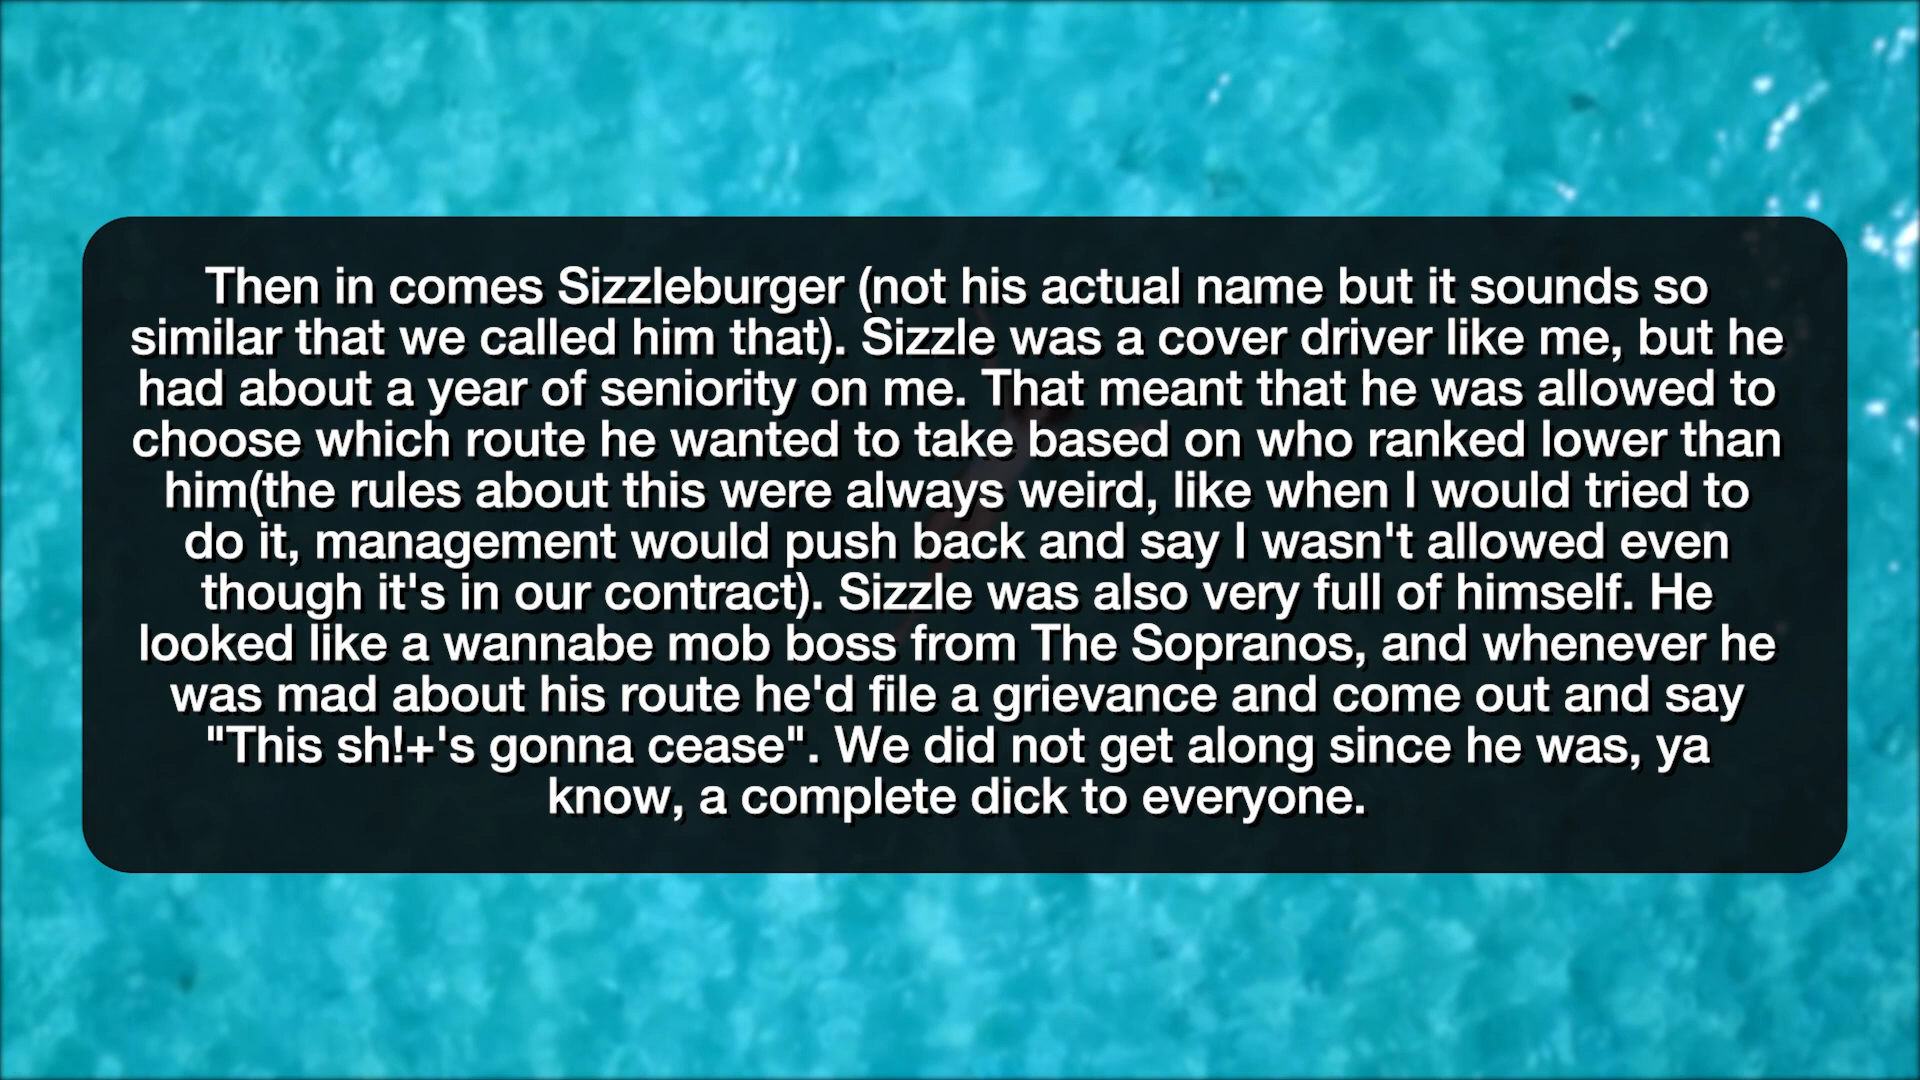 Then in comes Sizzleburger (not his actual name but it sounds so
similar that we called him that). Sizzle was a cover driver like me, but he
had about a year of seniority on me. That meant that he was allowed to
choose which route he wanted to take based on who ranked lower than
him(the rules about this were always weird, like when I would tried to
do it, management would push back and say I wasn't allowed even
though it's in our contract). Sizzle was also very full of himself. He
looked like a wannabe mob boss from The Sopranos, and whenever he
was mad about his route he'd file a grievance and come out and say
"This sh!+'s gonna cease". We did not get along since he was, ya
know, a complete dick to everyone.